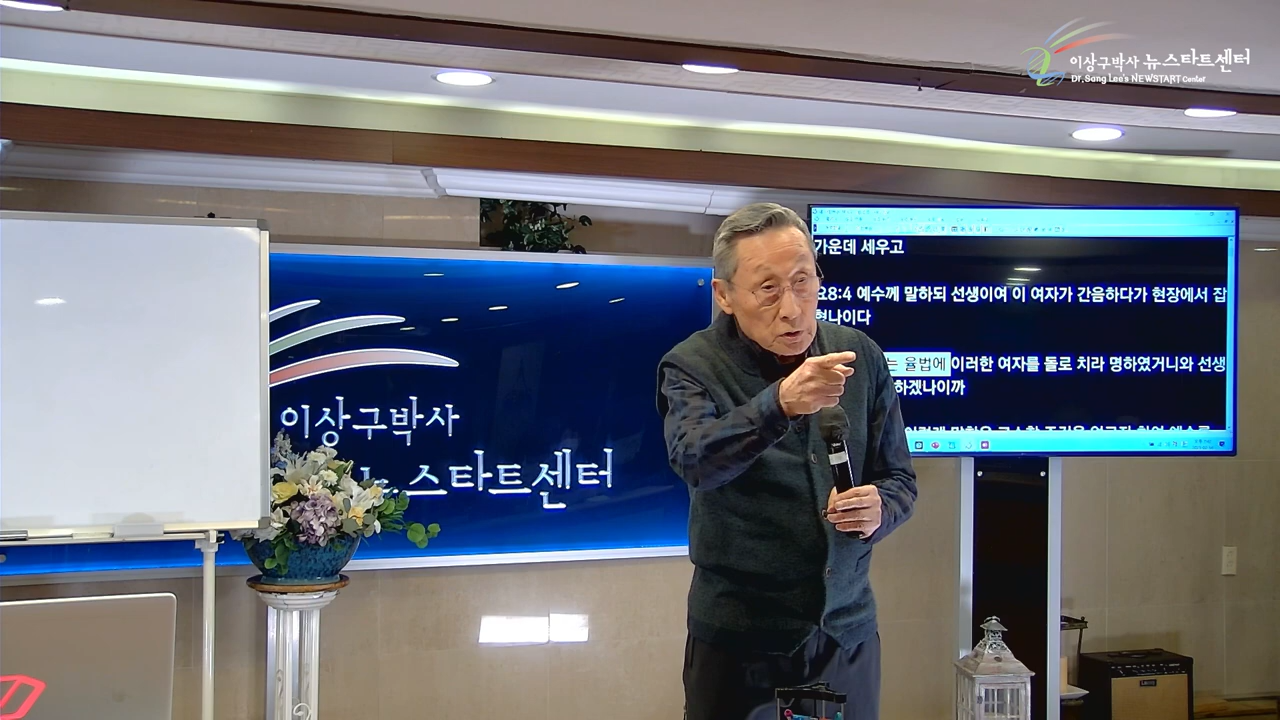 이상구박사 뉴스타트센터
Dr. Sang Lee's NEWSTART Center
가운데 세우고
요8:4 예수께 말하되 선생이여 이 여자가 간음하다가 현장에서 잡
혔나이다
는 율법에 이러한 여자를 돌로 치라 명하였거니와 선생
하겠나이까
이상구박사
스타트센터